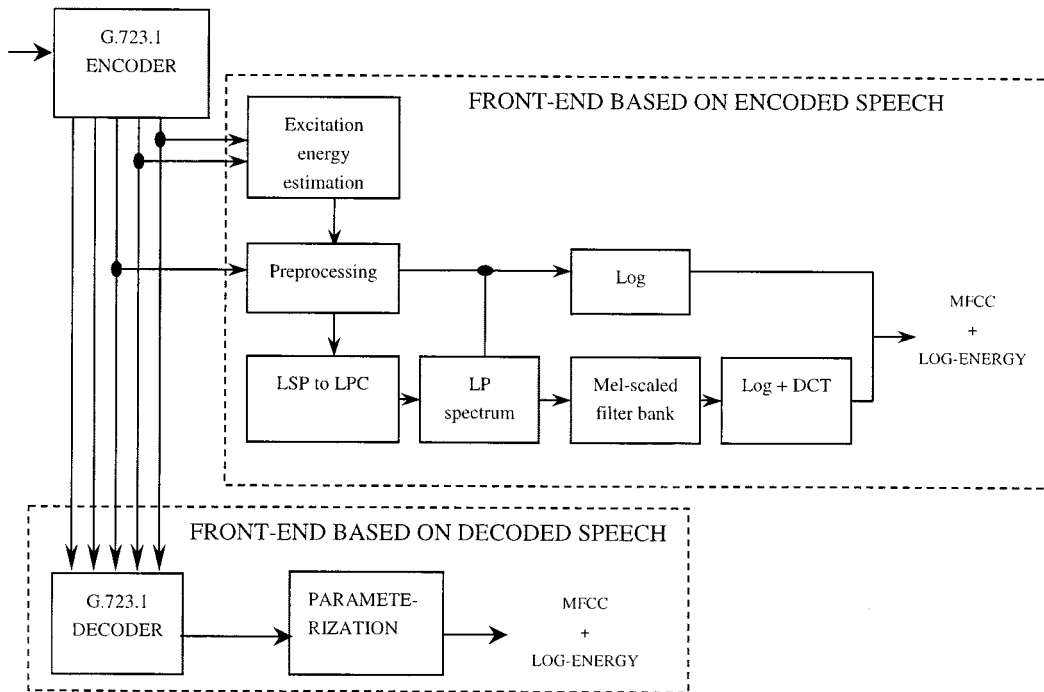 G.723.1
ENCODER
FRONT-END BASED ON ENCODED SPEECH
Excitation
energy
estimation
Preprocessing
Log
MFCC
+
LOG-ENERGY
LSP to LPC
LP
spectrum
Mel-scaled
filter bank
Log + DCT
FRONT-END BASED ON DECODED SPEECH
G.723.1
DECODER
PARAMETE-
RIZATION
MFCC
+
LOG-ENERGY